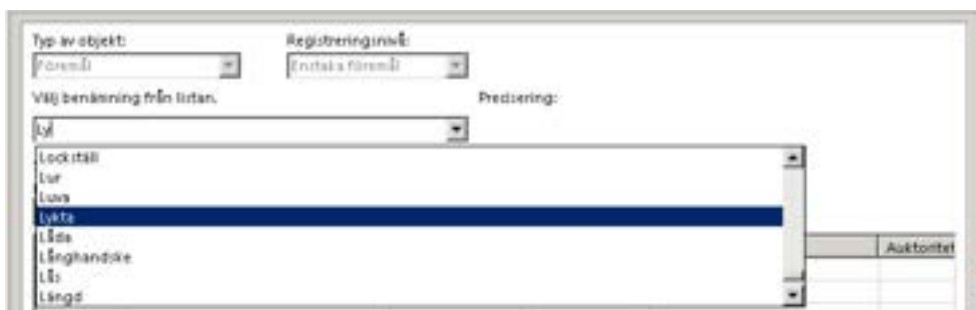 Typ av objekt: Registreringsnivå:
Föremål Enstaka föremål
Välj benämning från listan. Precisering:
Ly
Lockställ
Lur
Luva
Lykta
Låda
Långhandske
Lås
Längd
Auktoritet